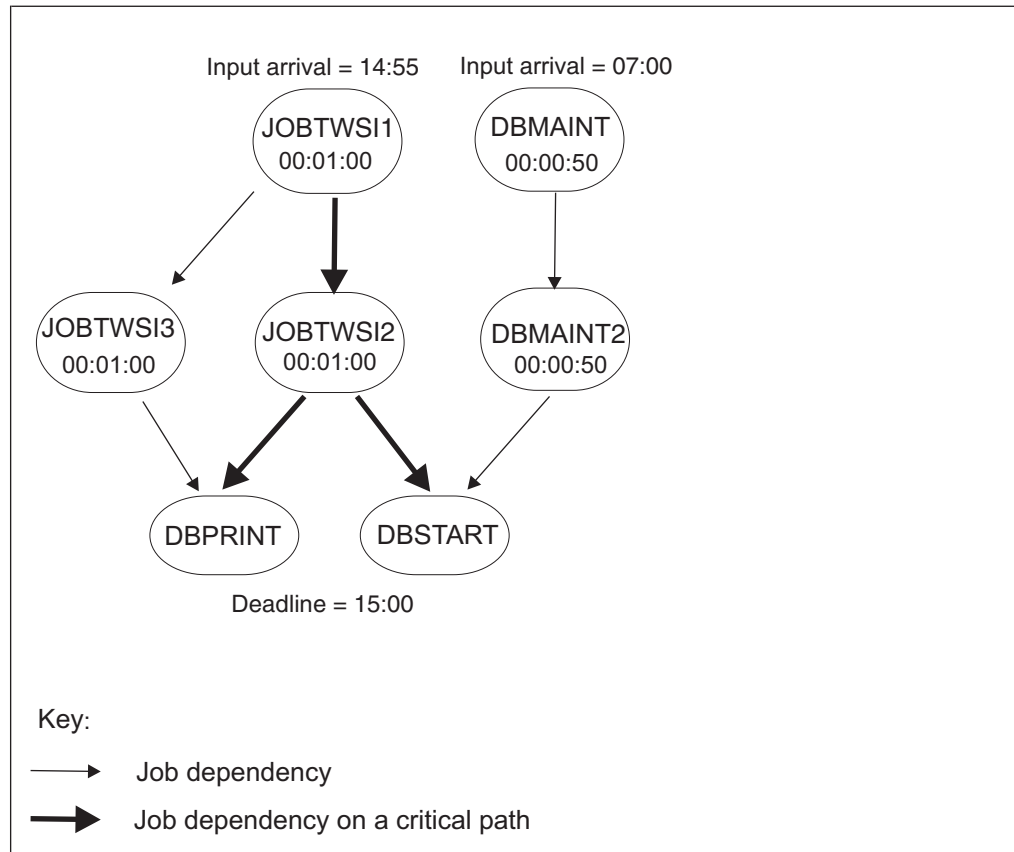 Input arrival = 14:55
Input arrival = 07:00
JOBTWSI1
00:01:00
DBMAINT
00:00:50
JOBTWSI3
00:01:00
JOBTWSI2
00:01:00
DBMAINT2
00:00:50
DBPRINT
DBSTART
Deadline = 15:00
Key:
Job dependency
Job dependency on a critical path